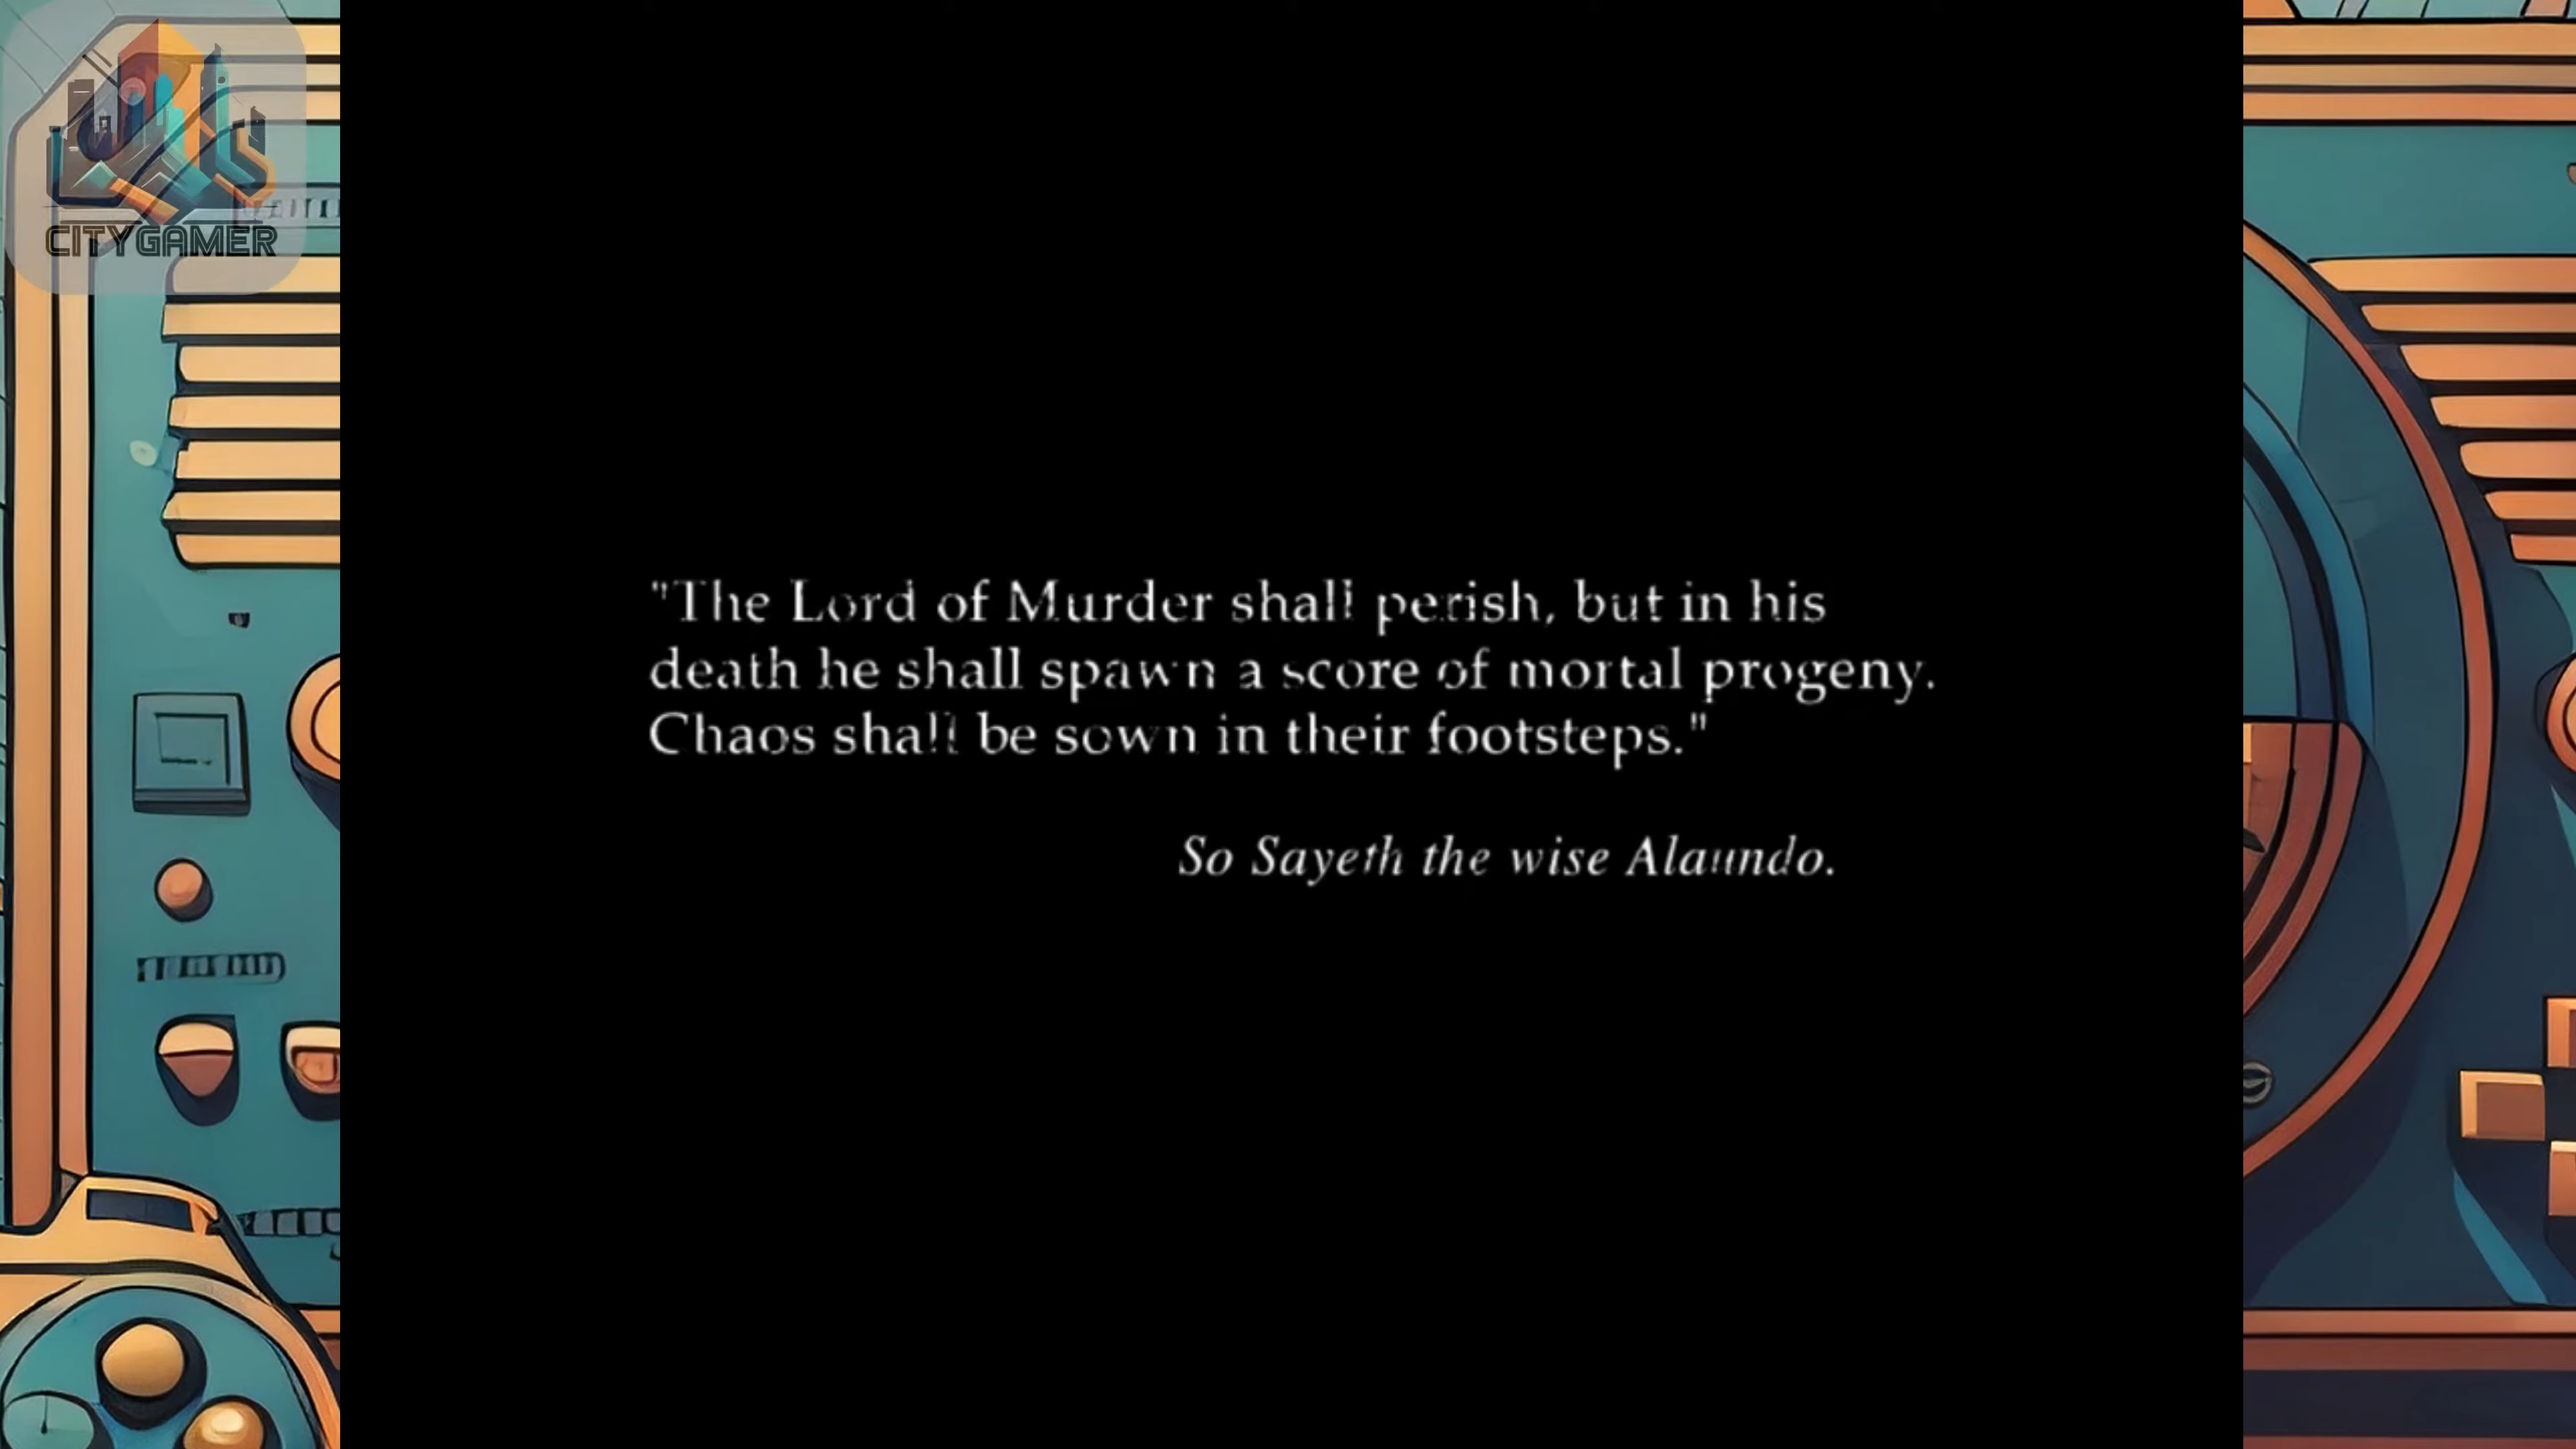 CITYGAMER
"The Lord of Murder shall perish, but in his
death he shall spawn a score of mortal progeny.
Chaos shall be sown in their footsteps."
So Sayeth the wise Alaundo.